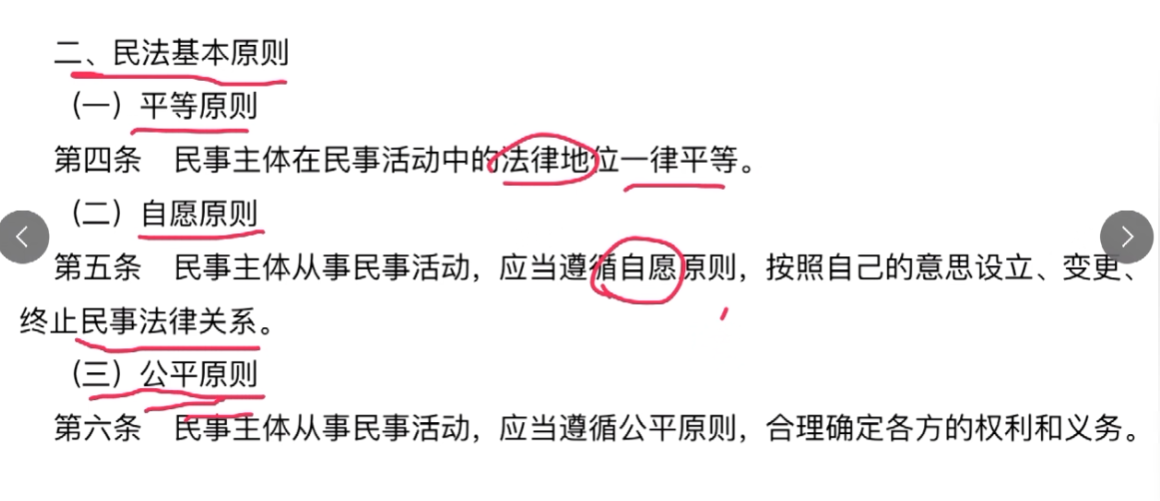 二、民法基本原则
（一）平等原则
第四条 民事主体在民事活动中的法律地位一律平等。
（二）自愿原则
第五条 民事主体从事民事活动，应当遵循自愿原则，按照自己的意思设立、变更、
终止民事法律关系。
（三）公平原则
第六条 民事主体从事民事活动，应当遵循公平原则，合理确定各方的权利和义务。